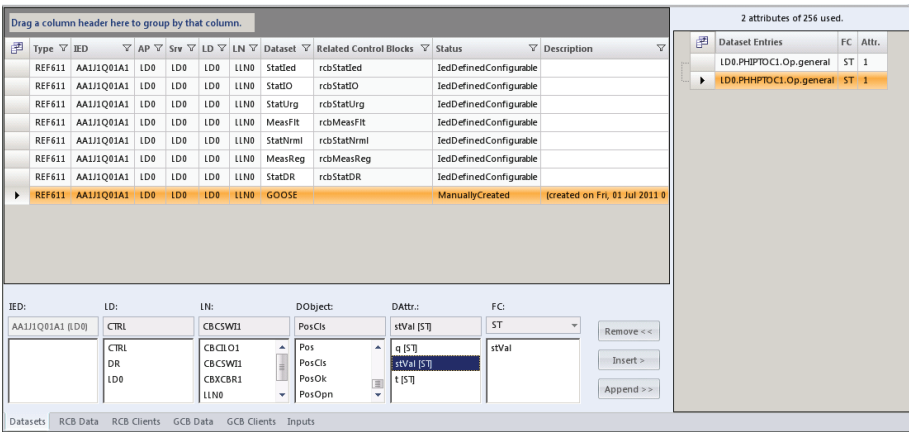 Drag a column header here to group by that column.
2 attributes of 256 used.
Type IED AP Srv LD LN Dataset Related Control Blocks Status Description
REF611 AA1J1Q01A1 LD0 LD0 LD0 LLN0 StatIed rcbStatIed IedDefinedConfigurable
REF611 AA1J1Q01A1 LD0 LD0 LD0 LLN0 StatIO rcbStatIO IedDefinedConfigurable
REF611 AA1J1Q01A1 LD0 LD0 LD0 LLN0 StatUrg rcbStatUrg IedDefinedConfigurable
REF611 AA1J1Q01A1 LD0 LD0 LD0 LLN0 MeasFlt rcbMeasFlt IedDefinedConfigurable
REF611 AA1J1Q01A1 LD0 LD0 LD0 LLN0 StatNrml rcbStatNrml IedDefinedConfigurable
REF611 AA1J1Q01A1 LD0 LD0 LD0 LLN0 MeasReg rcbMeasReg IedDefinedConfigurable
REF611 AA1J1Q01A1 LD0 LD0 LD0 LLN0 StatDR rcbStatDR IedDefinedConfigurable
REF611 AA1J1Q01A1 LD0 LD0 LD0 LLN0 GOOSE ManuallyCreated (created on Fri, 01 Jul 2011 0
Dataset Entries FC Attr.
LD0.PHIPTOC1.Op.general ST 1
LD0.PHHPTOC1.Op.general ST 1
IED: LD: LN: DObject: DAttr.: FC:
AA1J1Q01A1 (LD0) CTRL CBCSWI1 PosCls stVal [ST] ST
CTRL CBCILO1 Pos q [ST] stVal
DR CBCSWI1 PosCls stVal [ST]
LD0 CBXCBR1 PosOk t [ST]
LLN0 PosOpn
Remove <<
Insert >
Append >>
Datasets RCB Data RCB Clients GCB Data GCB Clients Inputs